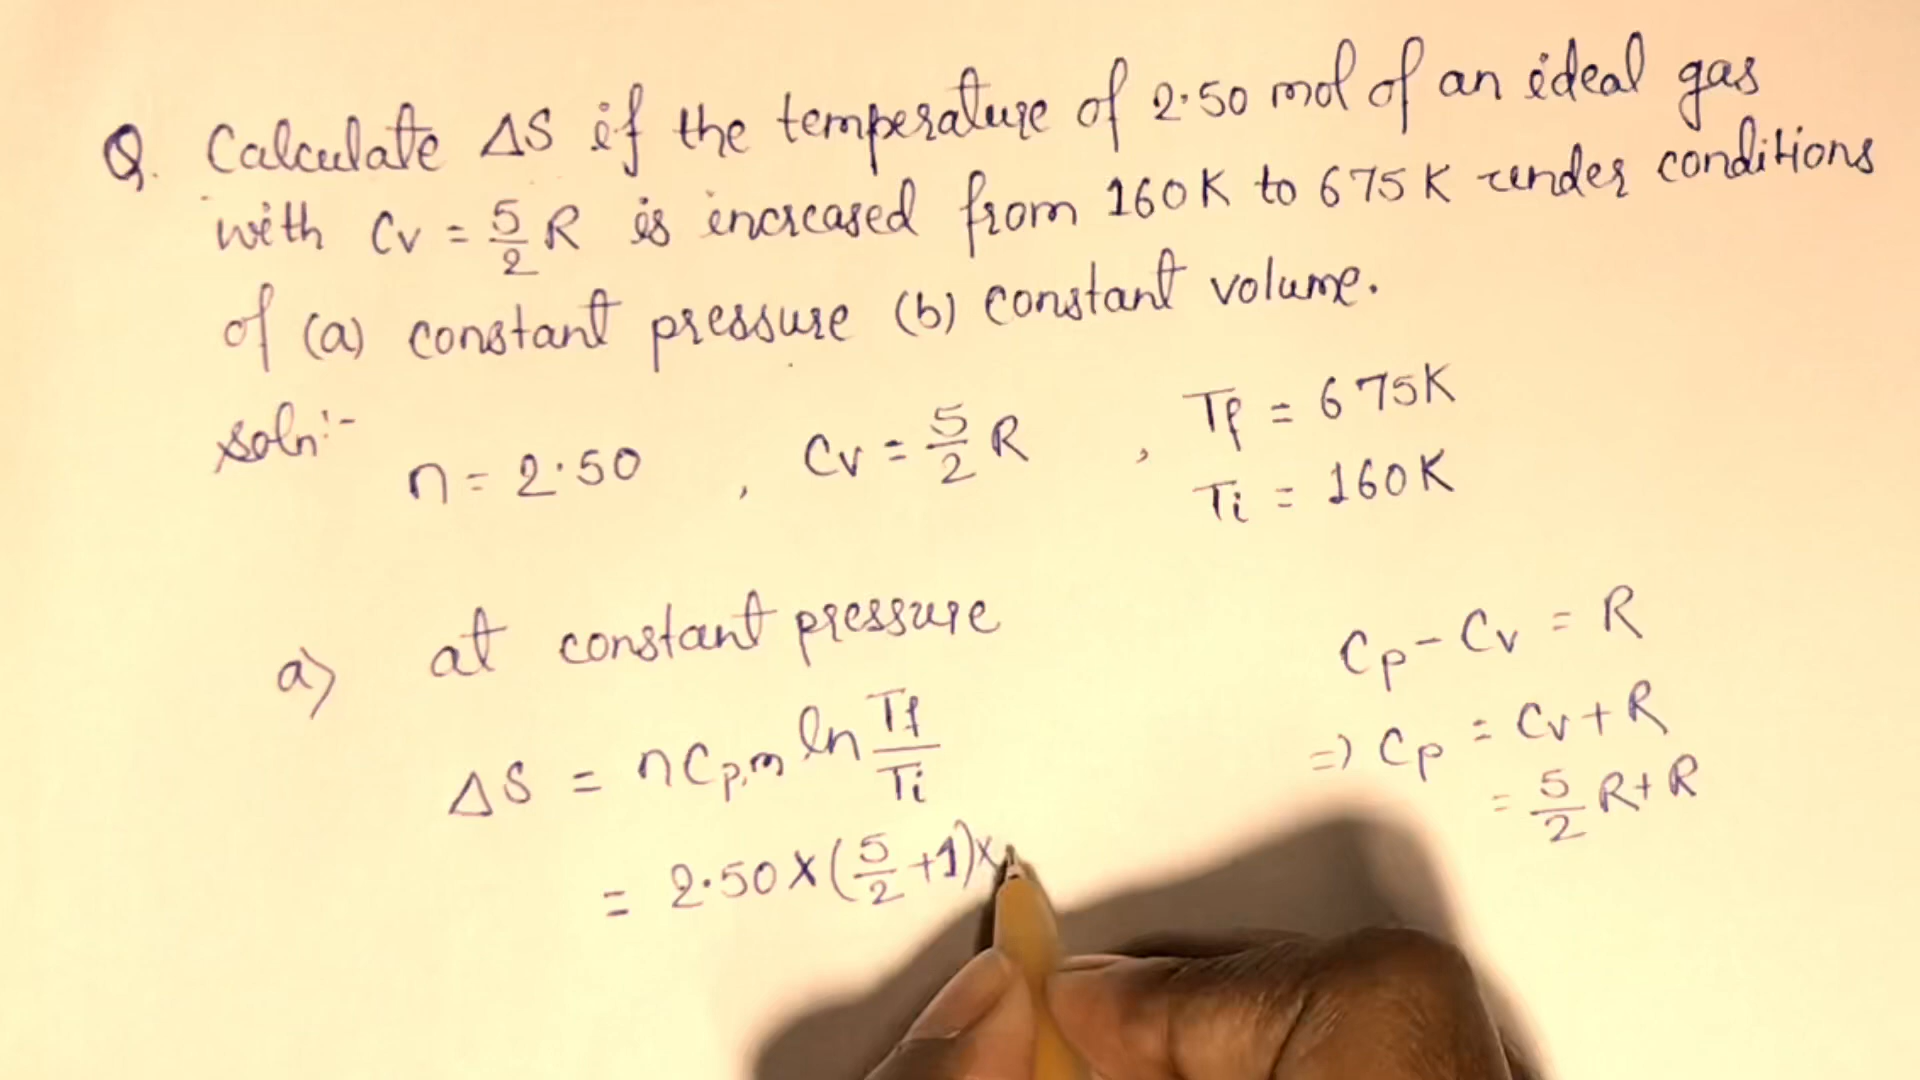 Q. Calculate ΔS if the temperature of 2.50 mol of an ideal gas
with Cv = 5/2 R is increased from 160K to 675K under conditions
of (a) constant pressure (b) constant volume.
soln:-
n = 2.50 , Cv = 5/2 R , Tf = 675K
Ti = 160K
a) at constant pressure
ΔS = nCp,m ln Tf/Ti
= 2.50 × (5/2 + 1) ×
Cp - Cv = R
=) Cp = Cv + R
= 5/2 R + R